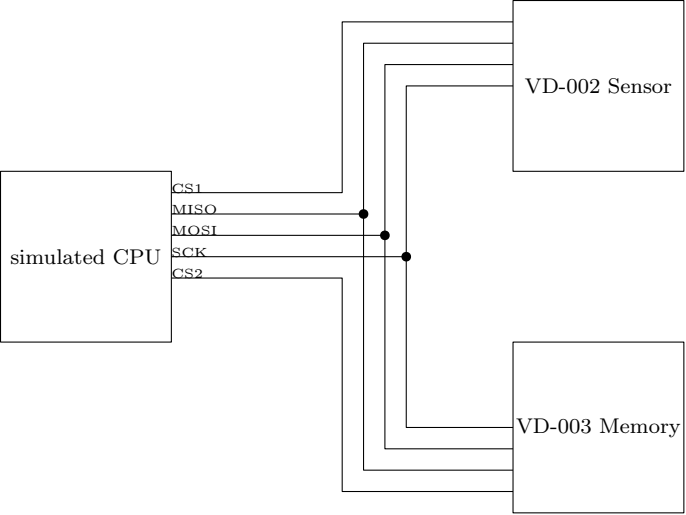 VD-002 Sensor
CS1
MISO
MOSI
simulated CPU
SCK
CS2
VD-003 Memory